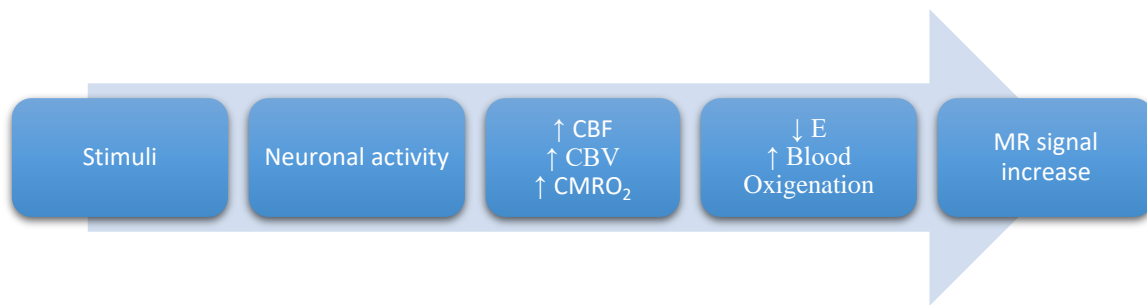 Stimuli
Neuronal activity
↑ CBF
↑ CBV
↑ CMRO₂
↓ E
↑ Blood
Oxigenation
MR signal
increase